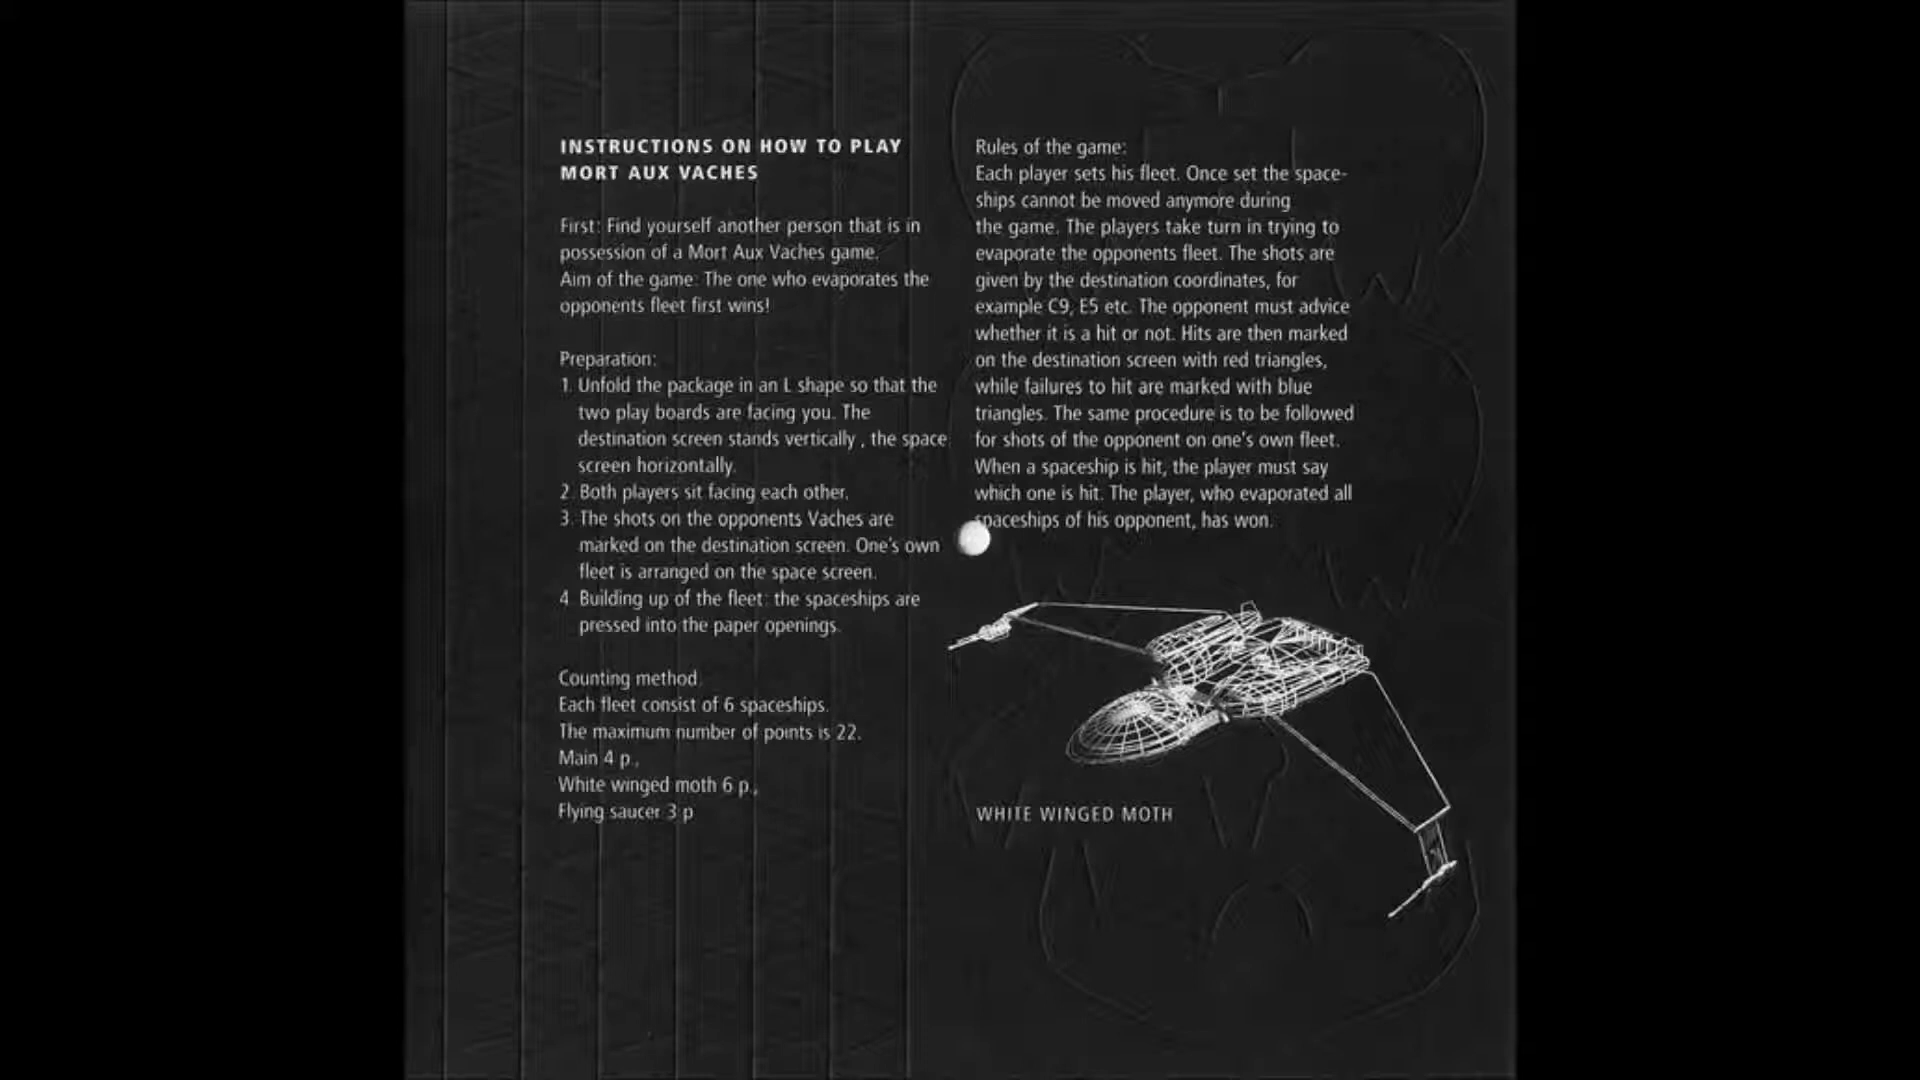 INSTRUCTIONS ON HOW TO PLAY
MORT AUX VACHES
First: Find yourself another person that is in
possession of a Mort Aux Vaches game.
Aim of the game: The one who evaporates the
opponents fleet first wins!
Preparation:
1. Unfold the package in an L shape so that the
two play boards are facing you. The
destination screen stands vertically , the space
screen horizontally.
2. Both players sit facing each other.
3. The shots on the opponents Vaches are
marked on the destination screen. One's own
fleet is arranged on the space screen.
4. Building up of the fleet: the spaceships are
pressed into the paper openings.
Counting method:
Each fleet consist of 6 spaceships.
The maximum number of points is 22.
Main 4 p.,
White winged moth 6 p.,
Flying saucer 3 p
Rules of the game:
Each player sets his fleet. Once set the space-
ships cannot be moved anymore during
the game. The players take turn in trying to
evaporate the opponents fleet. The shots are
given by the destination coordinates, for
example C9, E5 etc. The opponent must advice
whether it is a hit or not. Hits are then marked
on the destination screen with red triangles,
while failures to hit are marked with blue
triangles. The same procedure is to be followed
for shots of the opponent on one's own fleet.
When a spaceship is hit, the player must say
which one is hit. The player, who evaporated all
spaceships of his opponent, has won.
WHITE WINGED MOTH